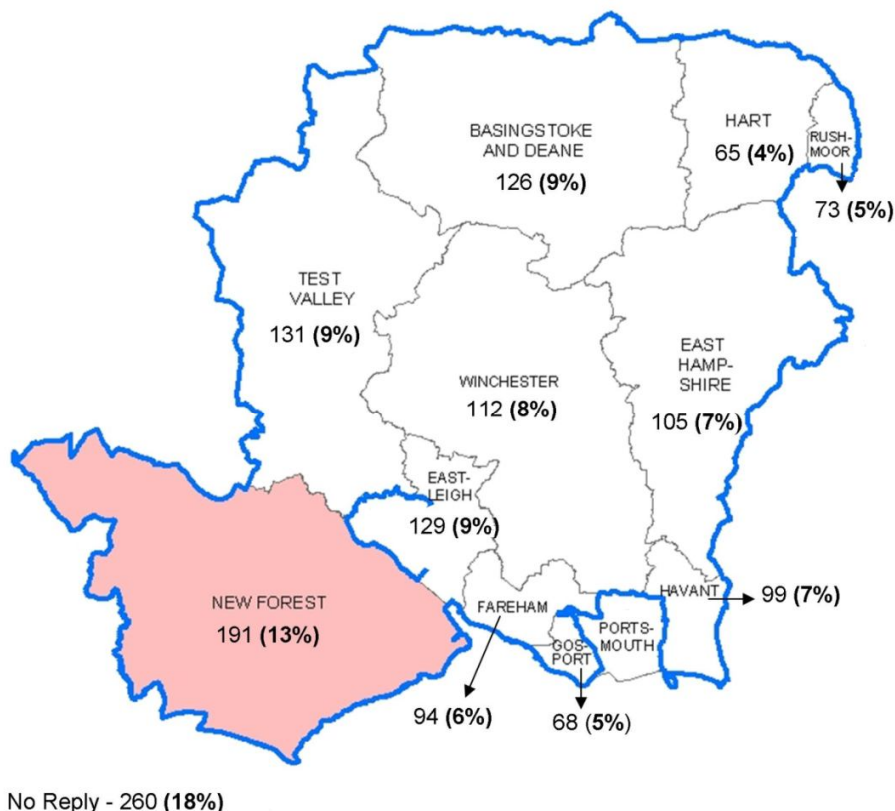 BASINGSTOKE
AND DEANE
126 (9%)
HART
65 (4%)
RUSH-
MOOR
73 (5%)
TEST
VALLEY
131 (9%)
WINCHESTER
112 (8%)
EAST
HAMP-
SHIRE
105 (7%)
EAST-
LEIGH
129 (9%)
NEW FOREST
191 (13%)
FAREHAM
94 (6%)
GOS-
PORT
68 (5%)
PORTS-
MOUTH
HAVANT
99 (7%)
No Reply - 260 (18%)